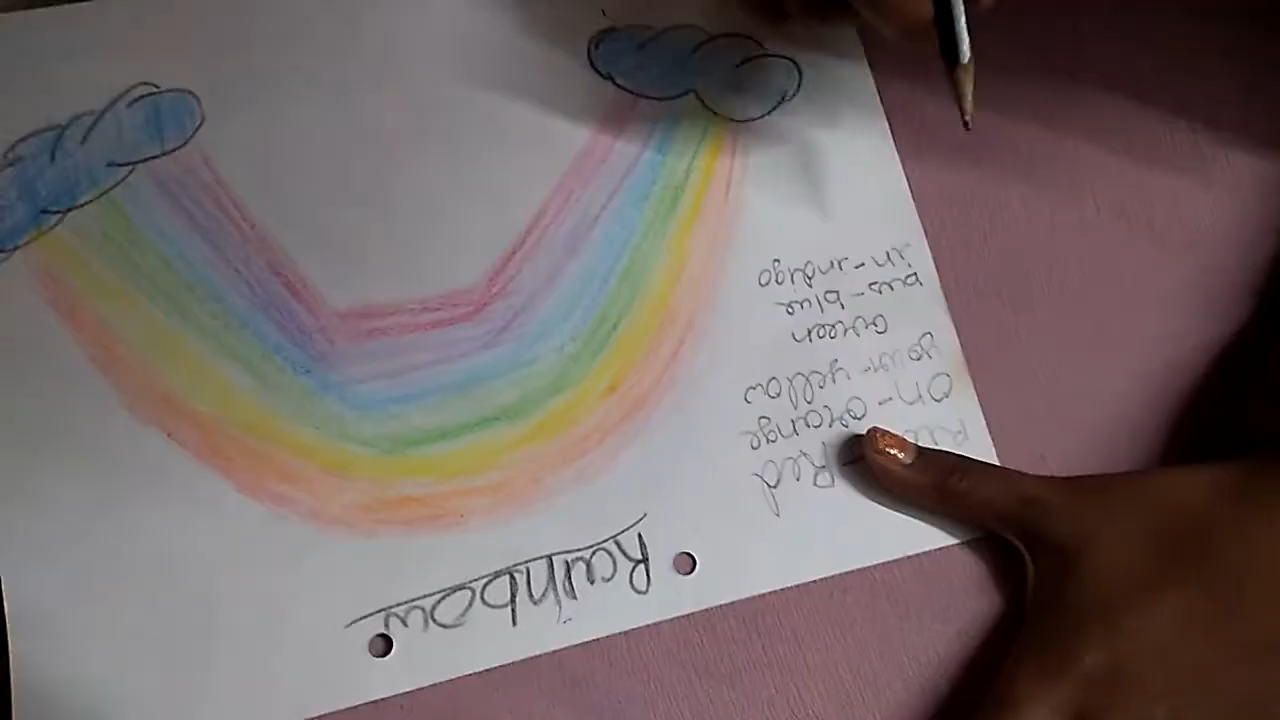 Rainbow
Red
on - orange
your - yellow
Green
bus - blue
in - indigo